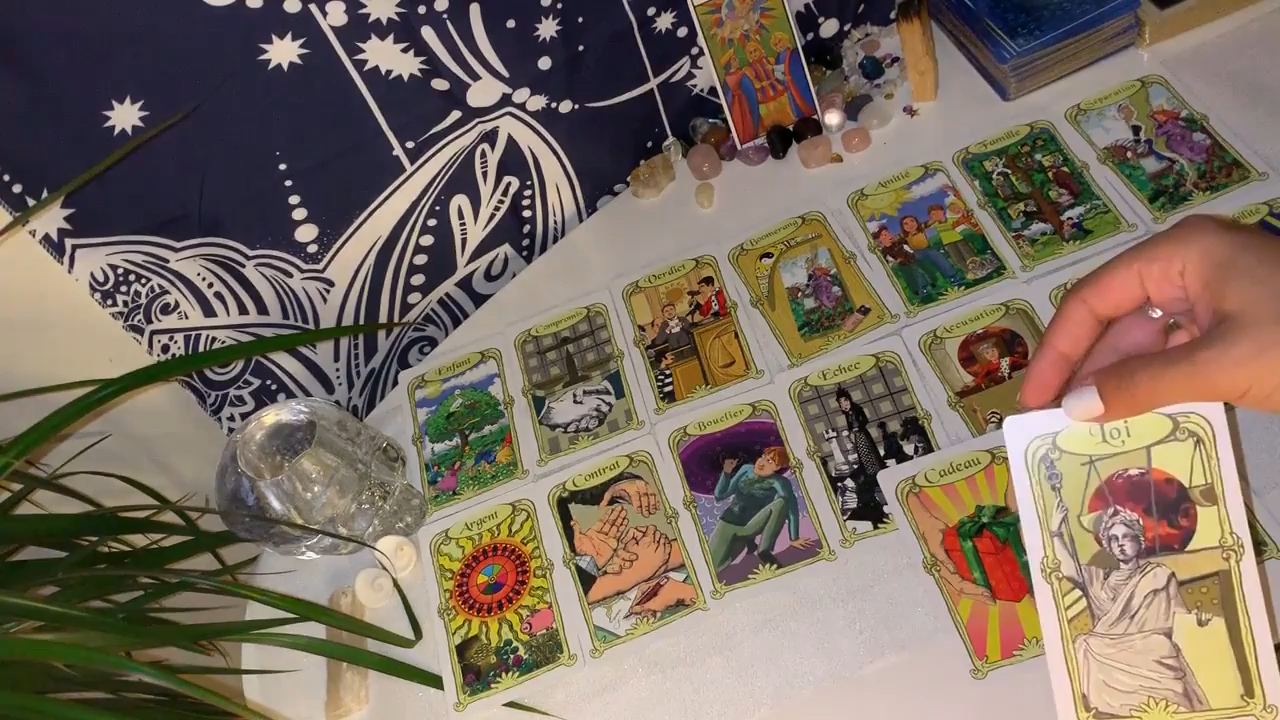 Séparation
Famille
Amitié
Boomerang
Verdict
Compromis
Enfant
Accusation
Echec
Bouclier
Contrat
Argent
Cadeau
Loi